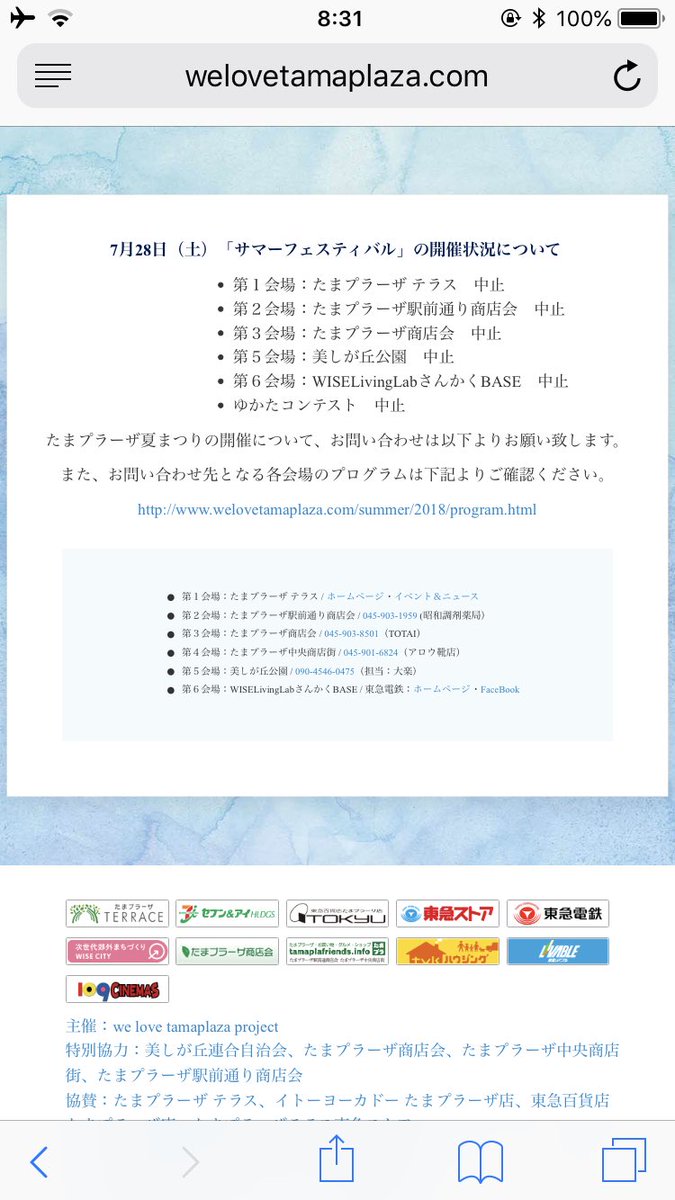 8:31
100%
welovetamaplaza.com
7月28日（土）「サマーフェスティバル」の開催状況について
• 第１会場：たまプラーザ テラス　中止
• 第２会場：たまプラーザ駅前通り商店会　中止
• 第３会場：たまプラーザ商店会　中止
• 第５会場：美しが丘公園　中止
• 第６会場：WISELivingLabさんかくBASE　中止
• ゆかたコンテスト　中止
たまプラーザ夏まつりの開催について、お問い合わせは以下よりお願い致します。
また、お問い合わせ先となる各会場のプログラムは下記よりご確認ください。
http://www.welovetamaplaza.com/summer/2018/program.html
● 第１会場：たまプラーザ テラス / ホームページ・イベント＆ニュース
● 第２会場：たまプラーザ駅前通り商店会 / 045-903-1959 (昭和調剤薬局）
● 第３会場：たまプラーザ商店会 / 045-903-8501（TOTAI）
● 第４会場：たまプラーザ中央商店街 / 045-901-6824（アロウ靴店）
● 第５会場：美しが丘公園 / 090-4546-0475（担当：大楽）
● 第６会場：WISELivingLabさんかくBASE / 東急電鉄：ホームページ・FaceBook
たまプラーザ TERRACE
セブン&アイ HLDGS
東急百貨店たまプラーザ店 TOKYU
東急ストア
東急電鉄
次世代郊外まちづくり WISE CITY
たまプラーザ商店会
tamaplafriends.info
tvkハウジング
LIVABLE
109CINEMAS
主催：we love tamaplaza project
特別協力：美しが丘連合自治会、たまプラーザ商店会、たまプラーザ中央商店
街、たまプラーザ駅前通り商店会
協賛：たまプラーザ テラス、イトーヨーカドー たまプラーザ店、東急百貨店